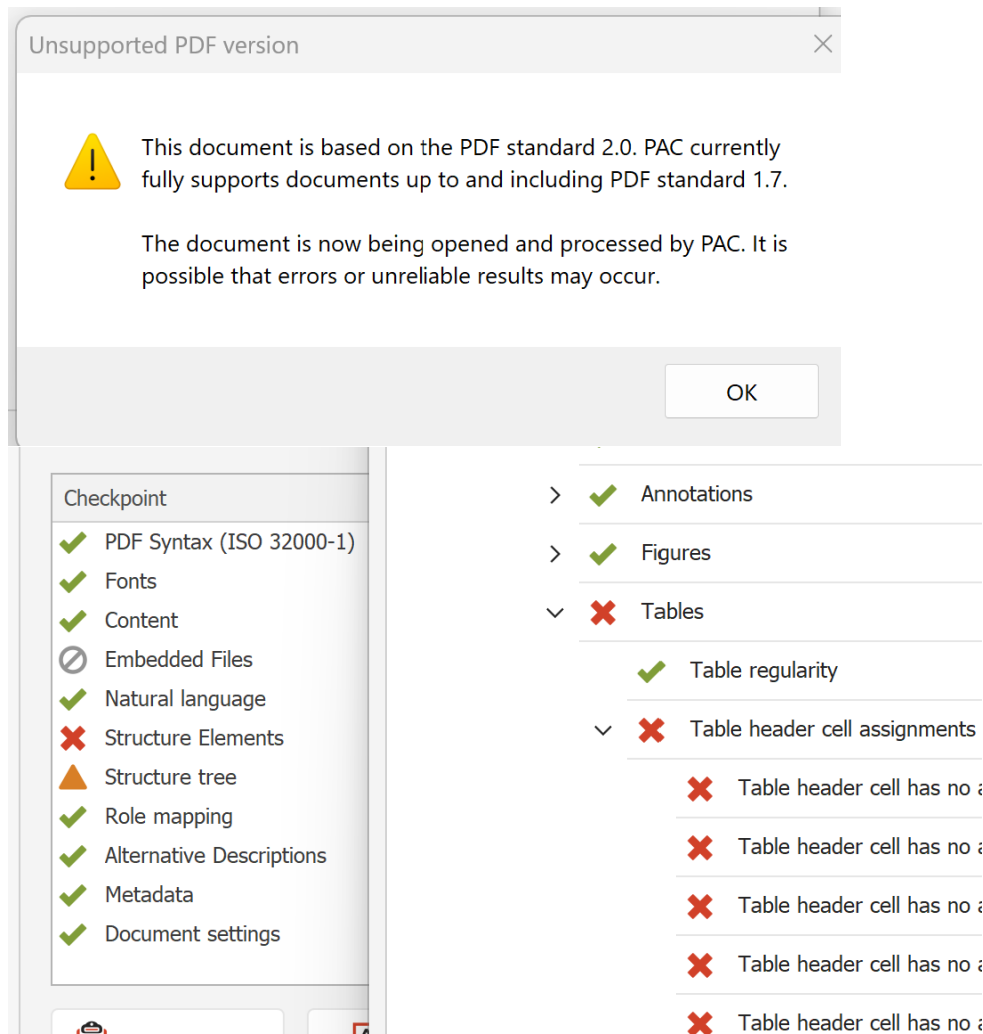 Unsupported PDF version
This document is based on the PDF standard 2.0. PAC currently
fully supports documents up to and including PDF standard 1.7.
The document is now being opened and processed by PAC. It is
possible that errors or unreliable results may occur.
OK
Checkpoint
PDF Syntax (ISO 32000-1)
Fonts
Content
Embedded Files
Natural language
Structure Elements
Structure tree
Role mapping
Alternative Descriptions
Metadata
Document settings
Annotations
Figures
Tables
Table regularity
Table header cell assignments
Table header cell has no
Table header cell has no
Table header cell has no
Table header cell has no
Table header cell has no